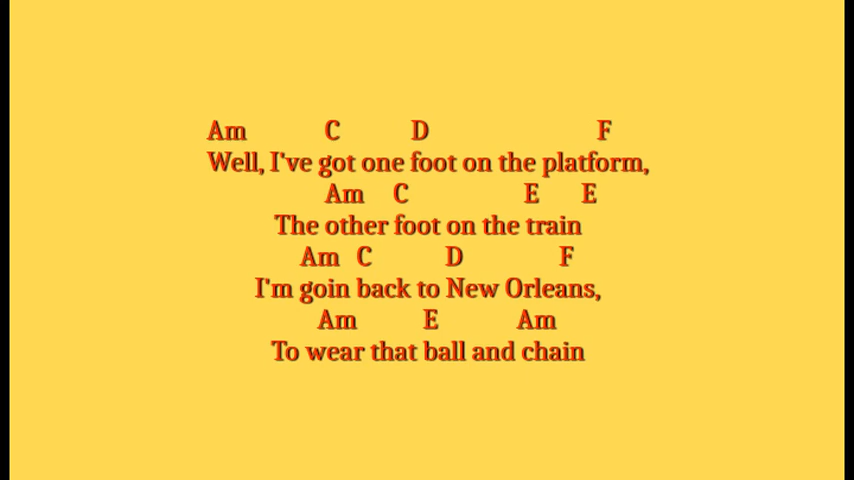 Am C D F
Well, I've got one foot on the platform,
Am C E E
The other foot on the train
Am C D F
I'm goin back to New Orleans,
Am E Am
To wear that ball and chain